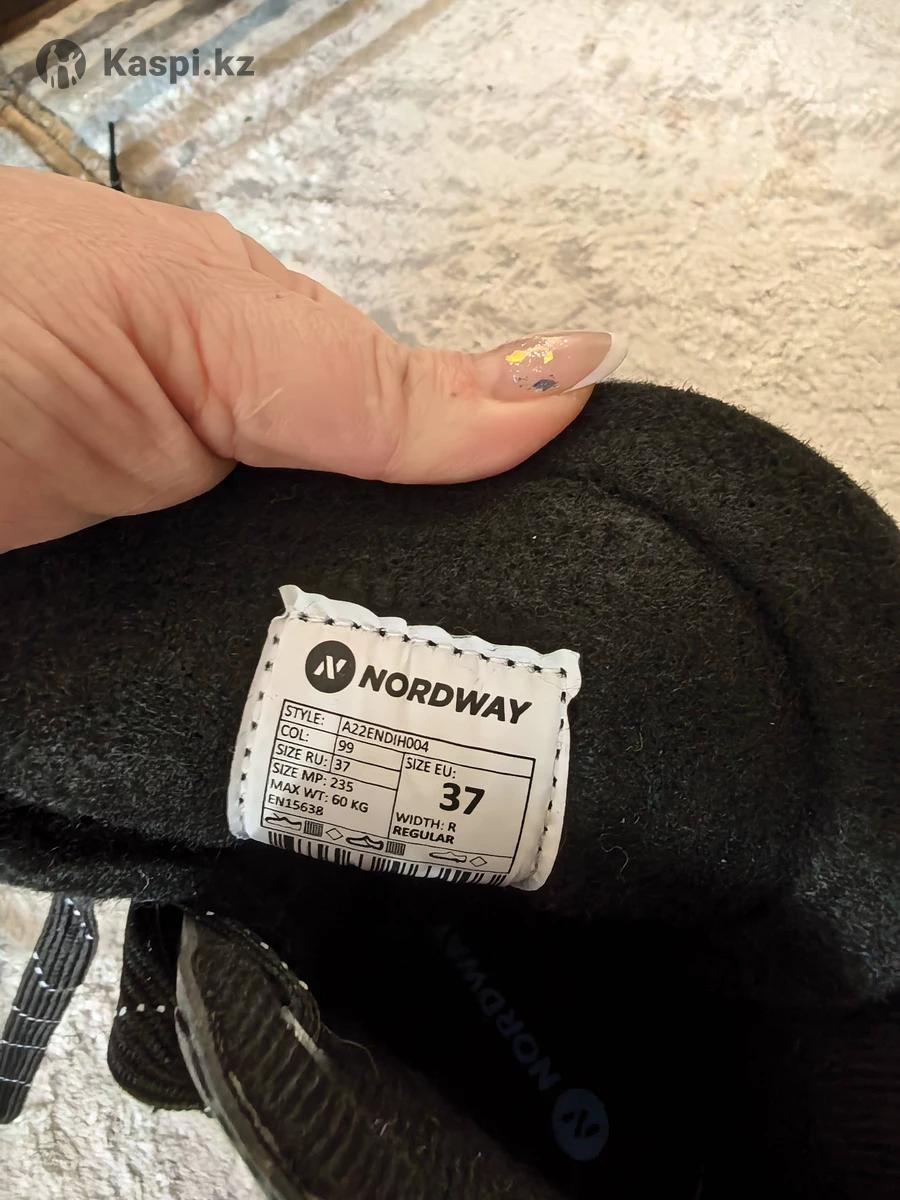 Kaspi.kz
NORDWAY
STYLE: A22ENDIH004
COL: 99
SIZE RU: 37
SIZE MP: 235
MAX WT: 60 KG
EN15638
SIZE EU:
37
WIDTH: R
REGULAR
NORDWAY